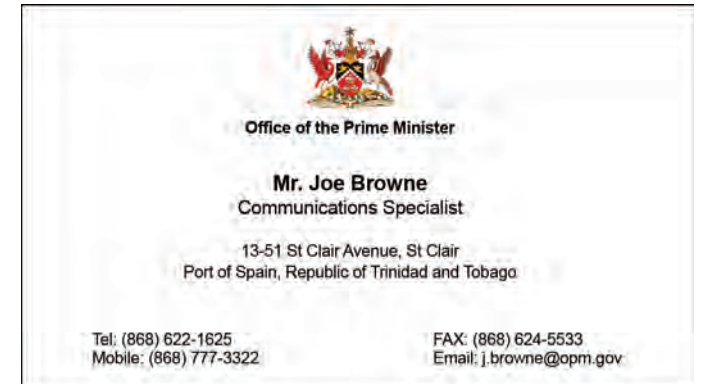 Office of the Prime Minister
Mr. Joe Browne
Communications Specialist
13-51 St Clair Avenue, St Clair
Port of Spain, Republic of Trinidad and Tobago
Tel: (868) 622-1625
Mobile: (868) 777-3322
FAX: (868) 624-5533
Email: j.browne@opm.gov